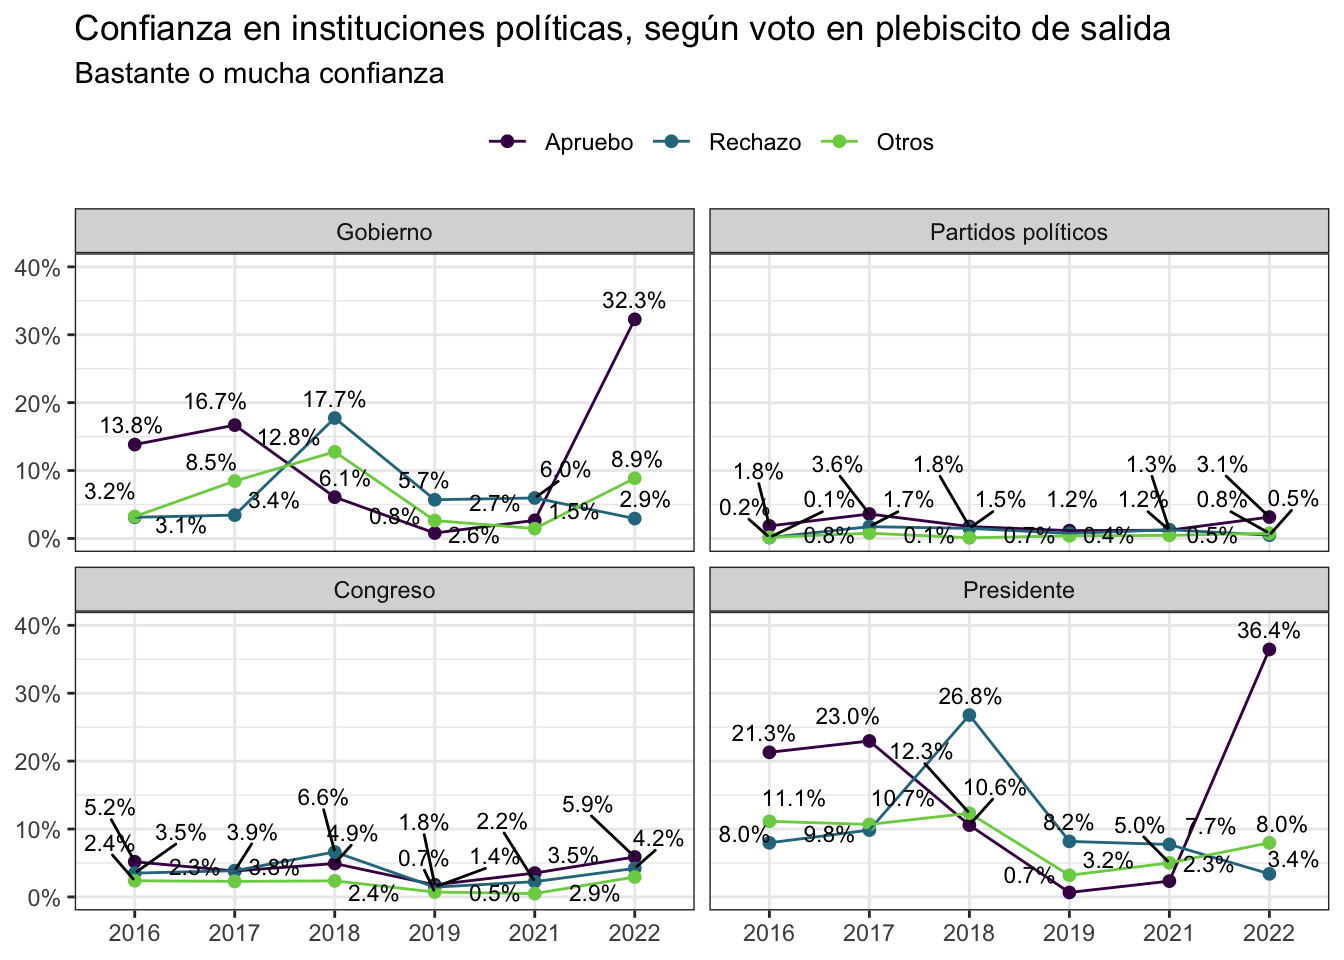 Confianza en instituciones políticas, según voto en plebiscito de salida
Bastante o mucha confianza
Apruebo Rechazo Otros
Gobierno
40%
30%
20%
10%
0%
32.3%
16.7% 17.7%
13.8% 12.8%
8.5% 6.1% 5.7% 6.0% 8.9%
3.2% 3.4% 2.7% 2.9%
3.1% 0.8% 1.5%
2.6%
Partidos políticos
1.8% 3.6% 1.8% 1.3% 3.1%
0.2% 0.1% 1.7% 1.5% 1.2% 1.2% 0.8% 0.5%
0.8% 0.1% 0.7% 0.4% 0.5%
Congreso
40%
30%
20%
10%
0%
5.2% 6.6% 5.9%
2.4% 3.5% 3.9% 4.9% 1.8% 2.2% 4.2%
2.3% 3.8% 0.7% 1.4% 3.5%
2.4% 0.5% 2.9%
2016 2017 2018 2019 2021 2022
Presidente
36.4%
26.8%
21.3% 23.0%
12.3%
11.1% 10.7% 10.6%
8.0% 9.8% 8.2% 5.0% 7.7% 8.0%
0.7% 3.2% 2.3% 3.4%
2016 2017 2018 2019 2021 2022